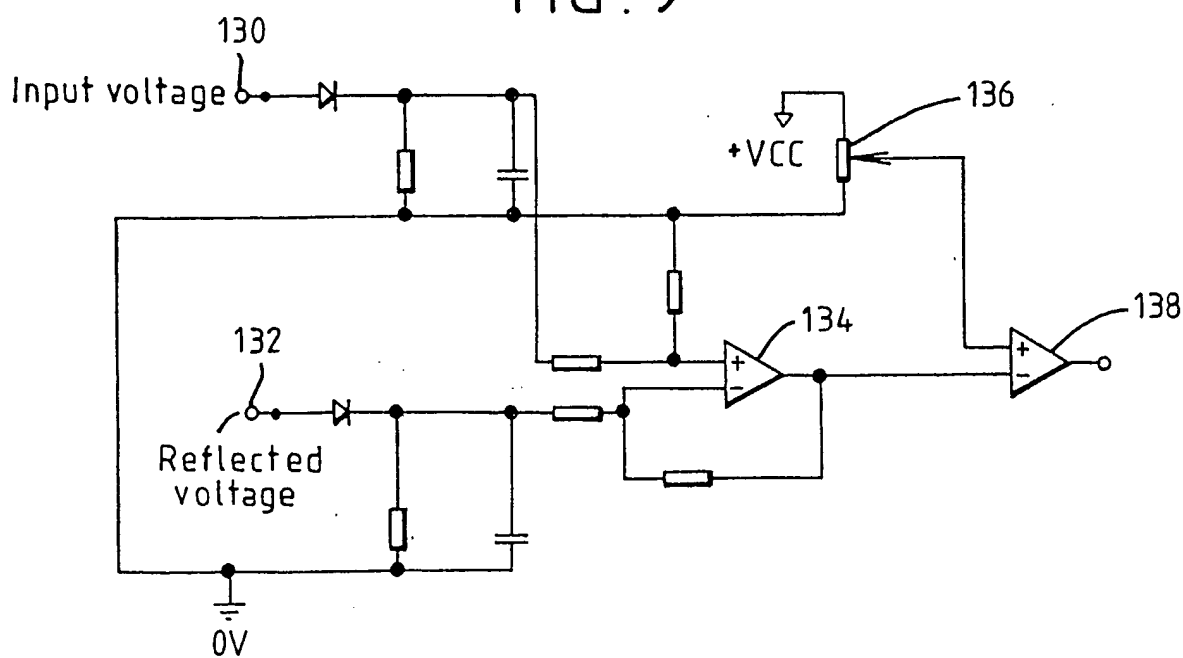 130
Input voltage
136
+VCC
+
-
134
+
-
138
132
Reflected
voltage
0V